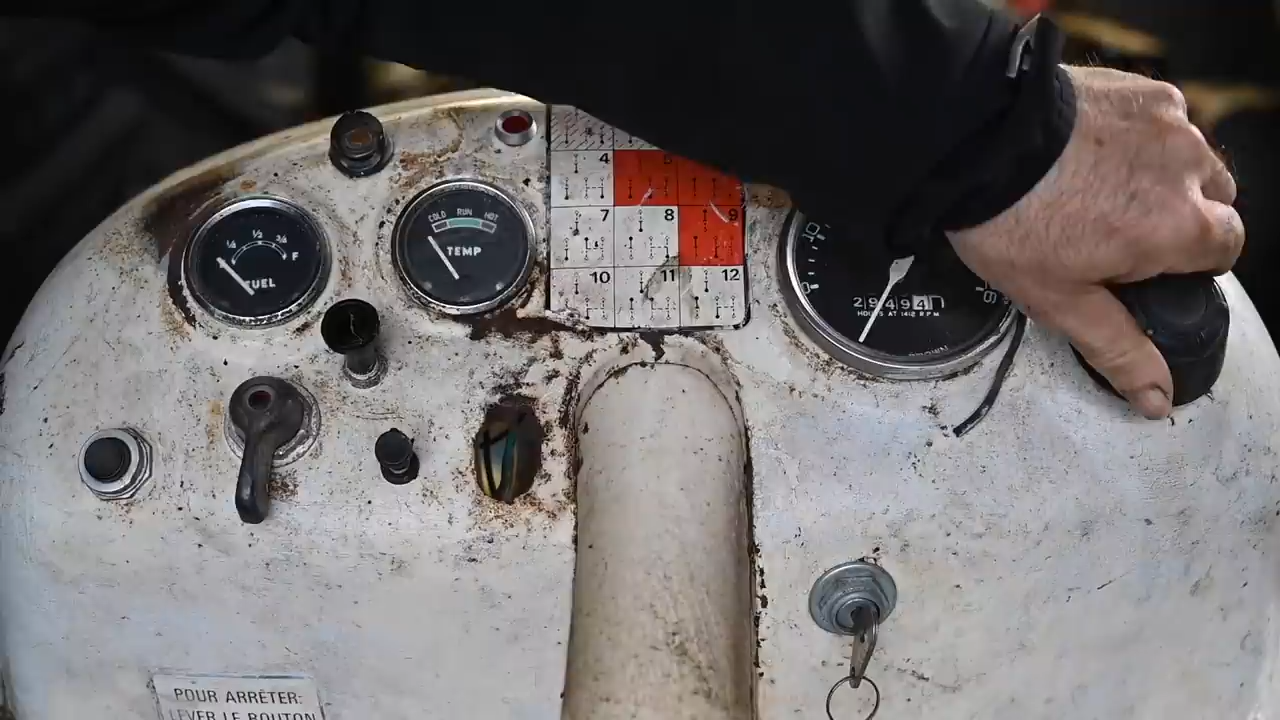 1/4 1/2 3/4 F
FUEL
COLD RUN HOT
TEMP
4 5
7 8 9
10 11 12
HOURS AT 1412 R.P.M
POUR ARRÊTER:
LEVER LE BOUTON